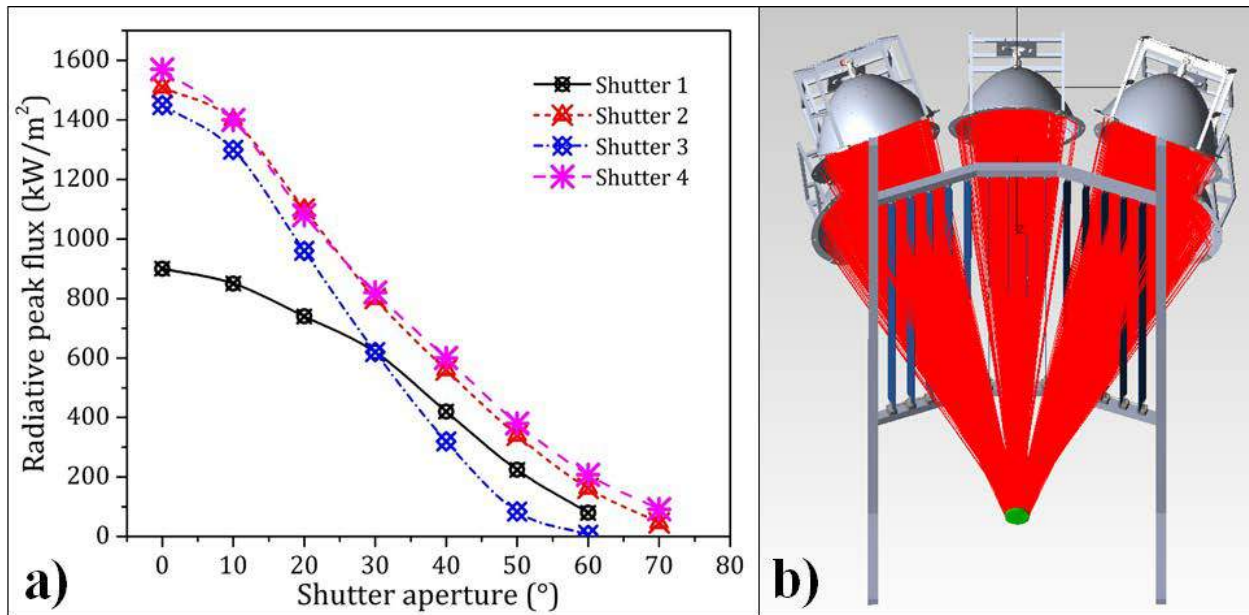 Radiative peak flux (kW/m²)
1600
1400
1200
1000
800
600
400
200
0
Shutter 1
Shutter 2
Shutter 3
Shutter 4
0 10 20 30 40 50 60 70 80
Shutter aperture (°)
a)
b)